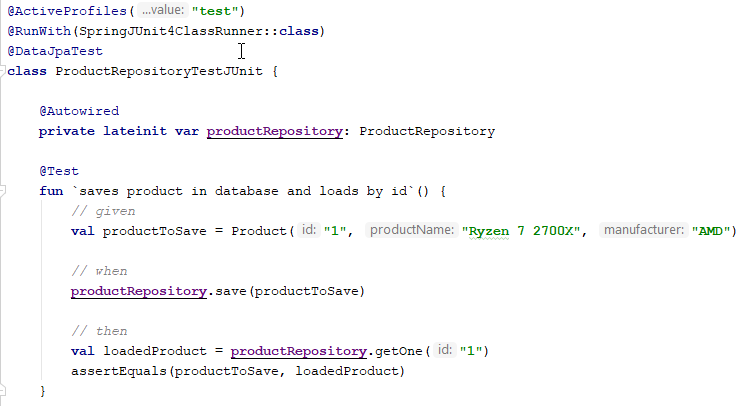 @ActiveProfiles( ...value: "test")
@RunWith(SpringJUnit4ClassRunner::class)
@DataJpaTest
class ProductRepositoryTestJUnit {
@Autowired
private lateinit var productRepository: ProductRepository
@Test
fun `saves product in database and loads by id`() {
// given
val productToSave = Product( id: "1", productName: "Ryzen 7 2700X", manufacturer: "AMD")
// when
productRepository.save(productToSave)
// then
val loadedProduct = productRepository.getOne( id: "1")
assertEquals(productToSave, loadedProduct)
}